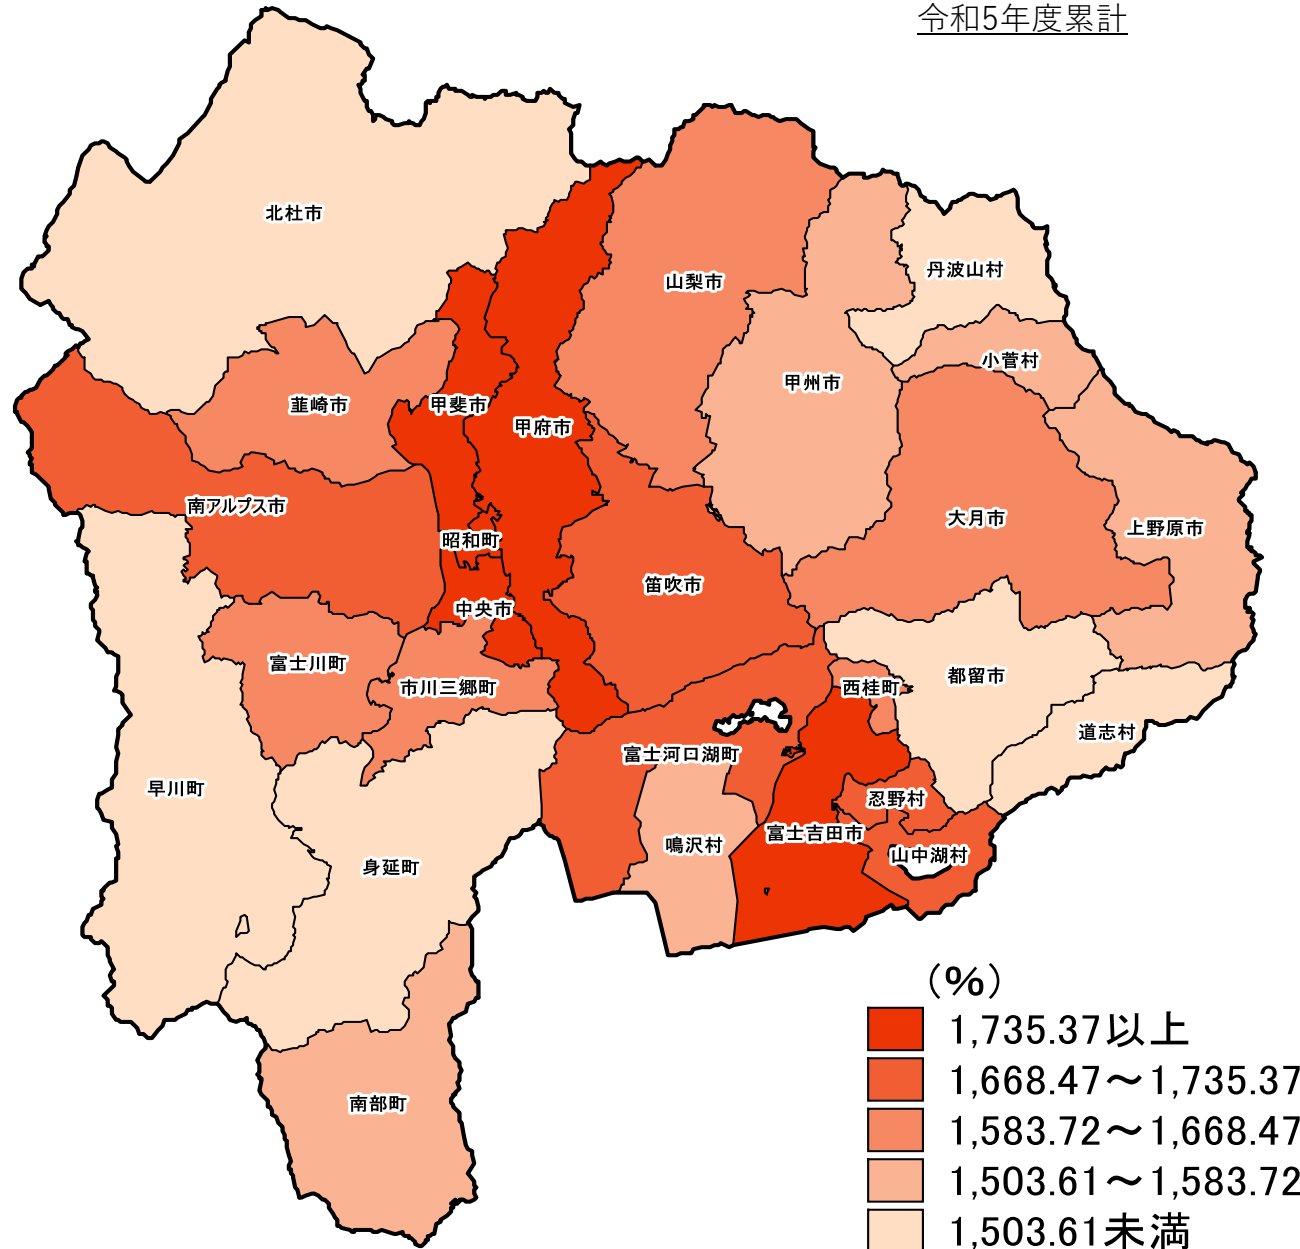 令和5年度累計
北杜市
丹波山村
山梨市
小菅村
甲州市
韮崎市
甲斐市
甲府市
南アルプス市
大月市
上野原市
昭和町
笛吹市
中央市
富士川町
都留市
市川三郷町
西桂町
道志村
富士河口湖町
早川町
忍野村
富士吉田市
鳴沢村
山中湖村
身延町
南部町
(%)
1,735.37以上
1,668.47～1,735.37
1,583.72～1,668.47
1,503.61～1,583.72
1,503.61未満